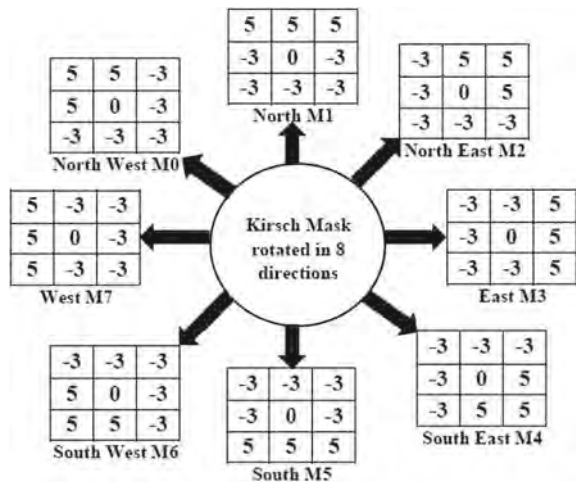 5 5 5
-3 0 -3
-3 -3 -3
North M1
5 5 -3
5 0 -3
-3 -3 -3
North West M0
-3 5 5
-3 0 5
-3 -3 -3
North East M2
5 -3 -3
5 0 -3
5 -3 -3
West M7
Kirsch Mask
rotated in 8
directions
-3 -3 5
-3 0 5
-3 -3 5
East M3
-3 -3 -3
5 0 -3
5 5 -3
South West M6
-3 -3 -3
-3 0 -3
5 5 5
South M5
-3 -3 -3
-3 0 5
-3 5 5
South East M4